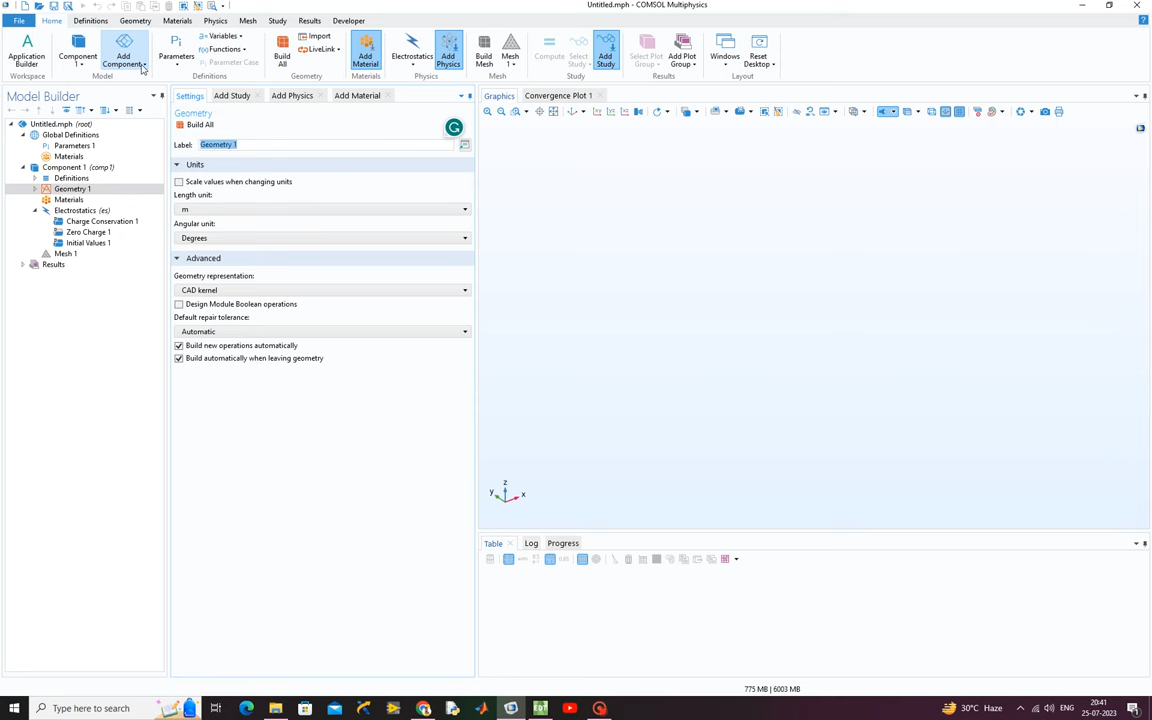 Untitled.mph - COMSOL Multiphysics
File Home Definitions Geometry Materials Physics Mesh Study Results Developer
Application Builder
Component 1
Add Component
Parameters
Variables
Functions
Parameter Case
Import
LiveLink
Build All
Add Material
Electrostatics
Add Physics
Build Mesh
Mesh 1
Compute
Select Study
Add Study
Select Plot Group
Add Plot Group
Windows
Reset Desktop
Workspace Model Definitions Geometry Materials Physics Mesh Study Results Layout
Model Builder
Untitled.mph (root)
Global Definitions
Parameters 1
Materials
Component 1 (comp1)
Definitions
Geometry 1
Materials
Electrostatics (es)
Charge Conservation 1
Zero Charge 1
Initial Values 1
Mesh 1
Results
Settings Add Study Add Physics Add Material
Geometry
Build All
Label: Geometry 1
Units
Scale values when changing units
Length unit:
m
Angular unit:
Degrees
Advanced
Geometry representation:
CAD kernel
Design Module Boolean operations
Default repair tolerance:
Automatic
Build new operations automatically
Build automatically when leaving geometry
Graphics Convergence Plot 1
z
y
x
Table Log Progress
775 MB | 6003 MB
Type here to search
30°C Haze
ENG
20:41
25-07-2023